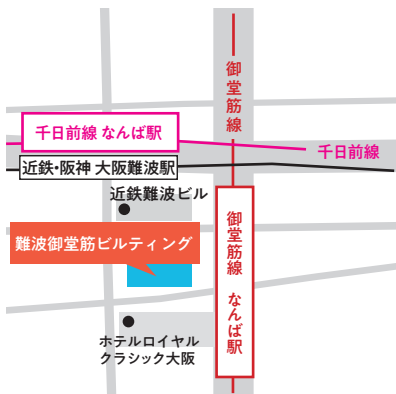 御堂筋線
千日前線 なんば駅
千日前線
近鉄・阪神 大阪難波駅
近鉄難波ビル
難波御堂筋ビルティング
御堂筋線 なんば駅
ホテルロイヤル
クラシック大阪